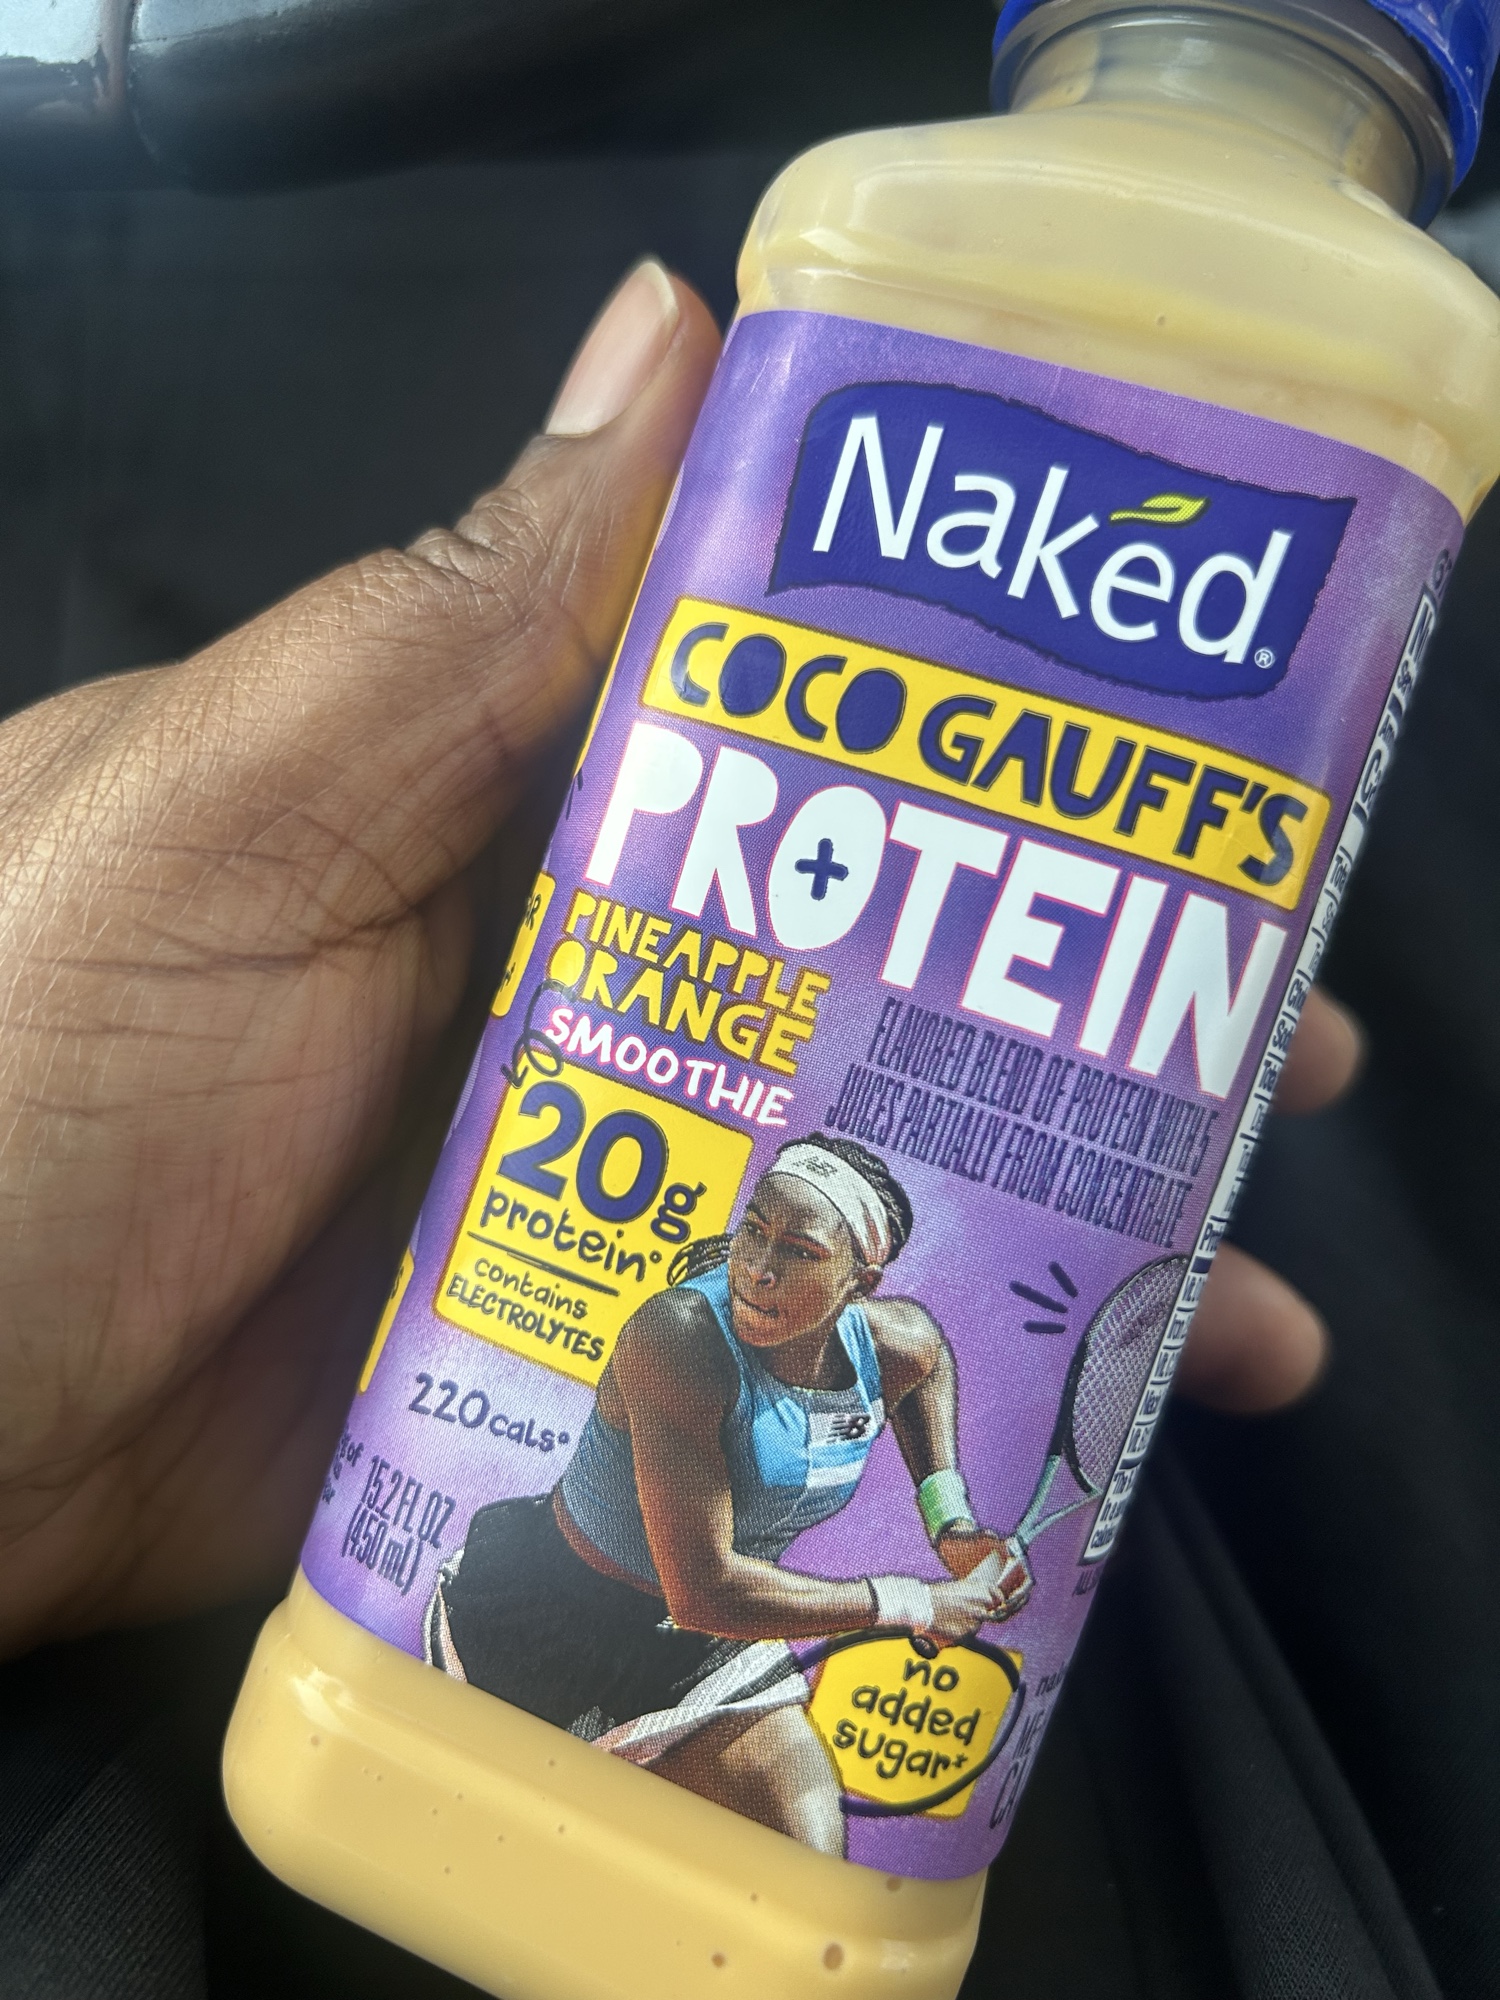 Naked®
COCO GAUFF'S
PROTEIN
PINEAPPLE
ORANGE
SMOOTHIE
FLAVORED BLEND OF PROTEIN WITH 5
JUICES PARTIALLY FROM CONCENTRATE
20g
protein°
contains
ELECTROLYTES
220cals°
15.2 FL OZ
(450 mL)
NB
no
added
sugar*